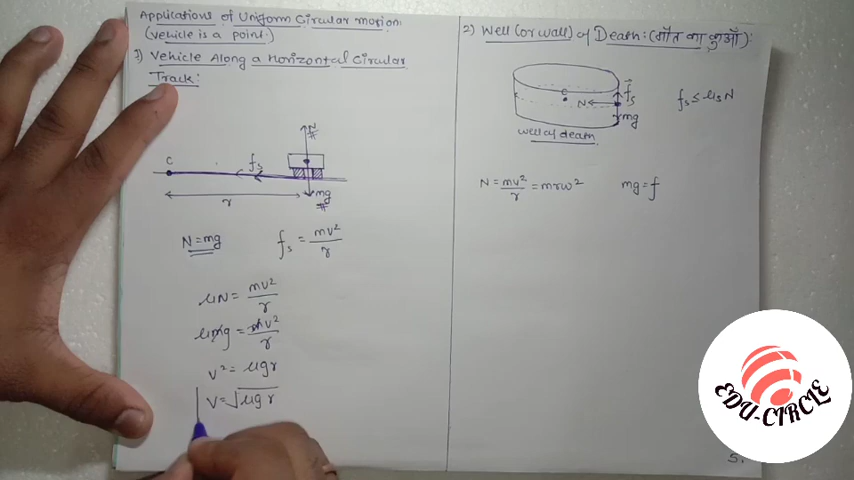 Applications of Uniform Circular motion:
(vehicle is a point)
1) Vehicle Along a Horizontal Circular
Track:
N
C
fs
mg
r
N=mg
fs = mv²/r
μN = mv²/r
μmg = mv²/r
v² = μgr
V=√μgr
2) Well (or wall) of Death: (मौत का कुआँ):
C
N
fs
mg
fs ≤ μsN
well of death
N = mv²/r = mrω²
mg = f
EDU-CIRCLE
5.